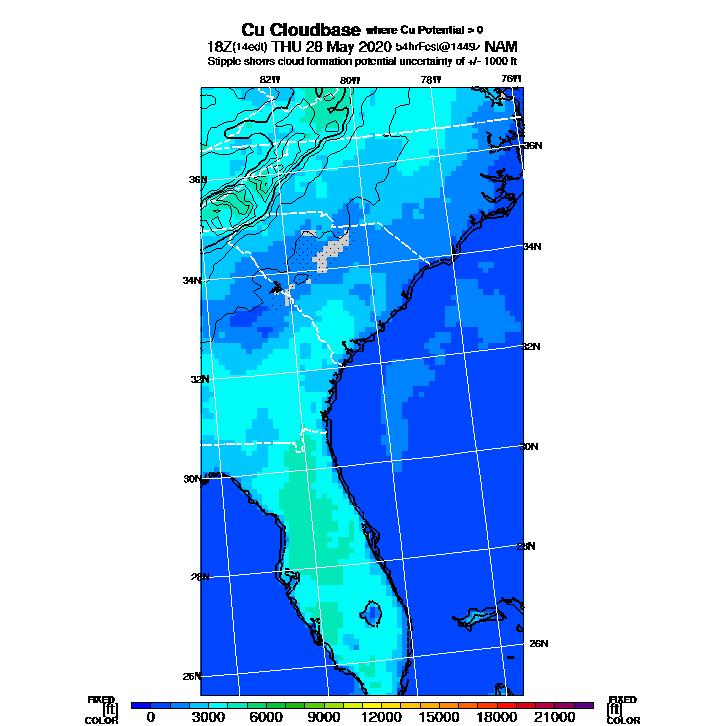 Cu Cloudbase where Cu Potential > 0
18Z(14edt) THU 28 May 2020 54hrFcst@1449z NAM
Stipple shows cloud formation potential uncertainty of +/- 1000 ft
82W 80W 78W 76W
36N
36N
34N
34N
32N
32N
30N
30N
28N
28N
26N
26N
FIXED FIXED
[ft] [ft]
COLOR COLOR
0 3000 6000 9000 12000 15000 18000 21000